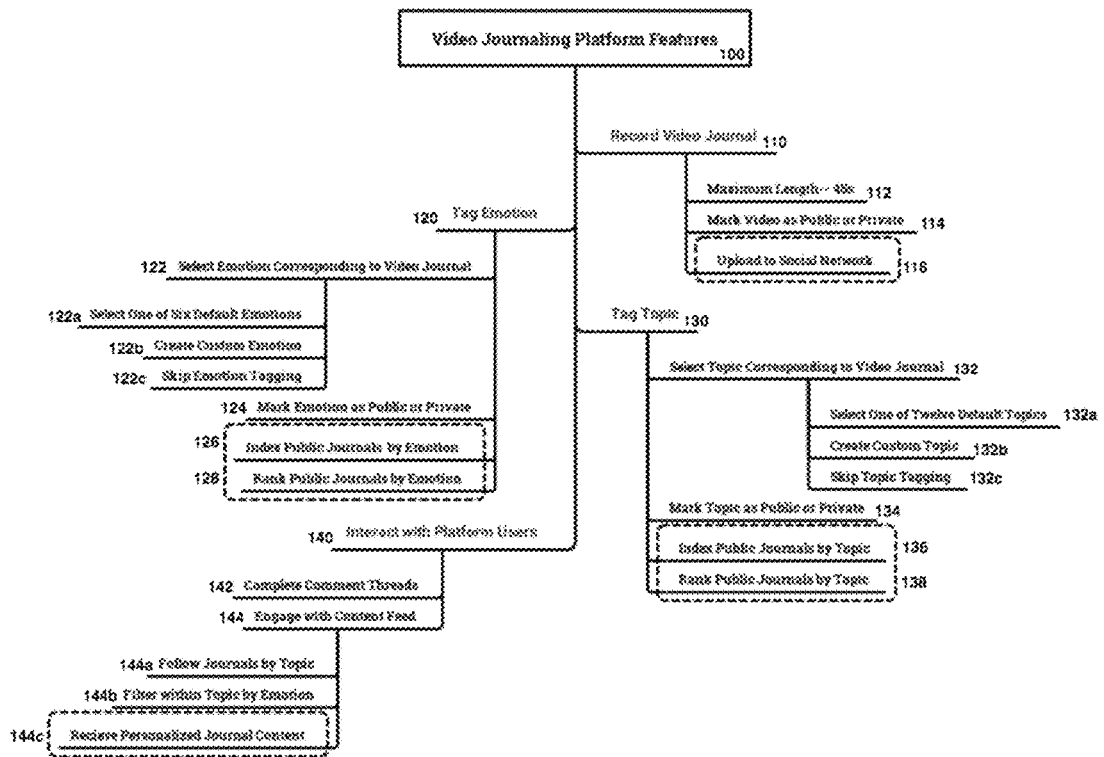 Video Journaling Platform Features
100
Record Video Journal 110
Maximum Length- 112
Mark Video as Public or Private 114
Upload to Social Network 116
120 Tag Emotion
122 Select Emotion Corresponding to Video Journal
122a Select One of Six Default Emotions
122b Create Custom Emotion
122c Skip Emotion Tagging
124 Mark Emotion as Public or Private
126 Index Public Journals by Emotion
128 Rank Public Journals by Emotion
Tag Topic 130
Select Topic Corresponding to Video Journal 132
Select One of Twelve Default Topics 132a
Create Custom Topic 132b
Skip Topic Tagging 132c
Mark Topic as Public or Private 134
Index Public Journals by Topic 136
Rank Public Journals by Topic 138
140 Interact with Platform Users
142 Complete Comment Threads
144 Engage with Content Feed
144a Follow Journals by Topic
144b Filter within Topic by Emotion
144c Recieve Personalized Journal Content